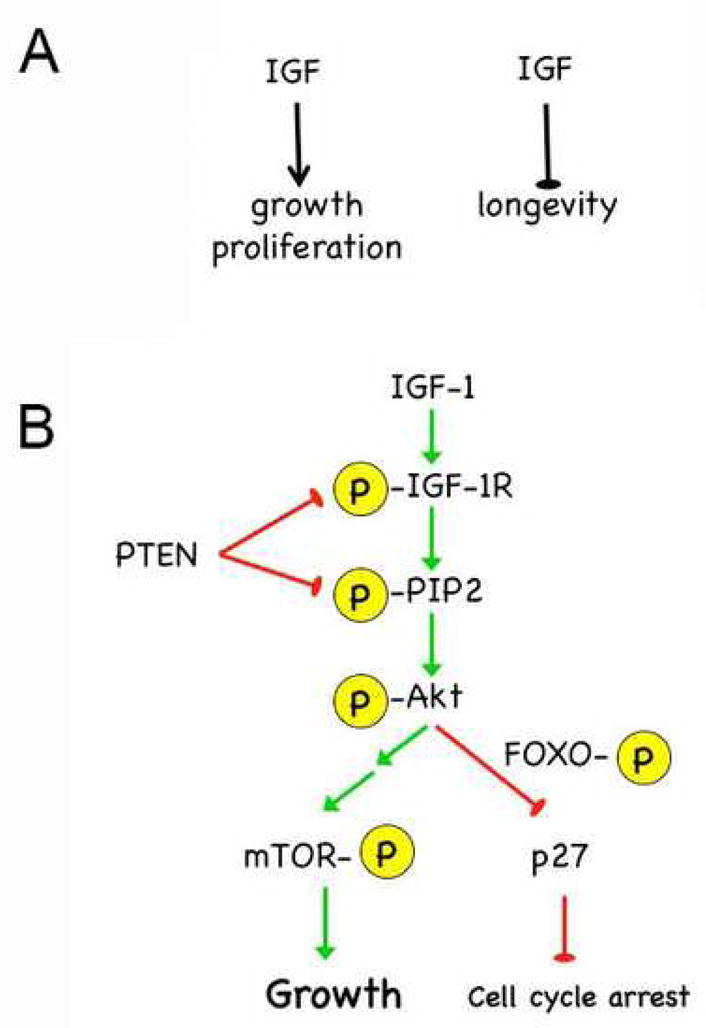 A
IGF
IGF
growth
proliferation
longevity
B
IGF-1
P-IGF-1R
PTEN
P-PIP2
P-Akt
FOXO-P
mTOR-P
p27
Growth
Cell cycle arrest